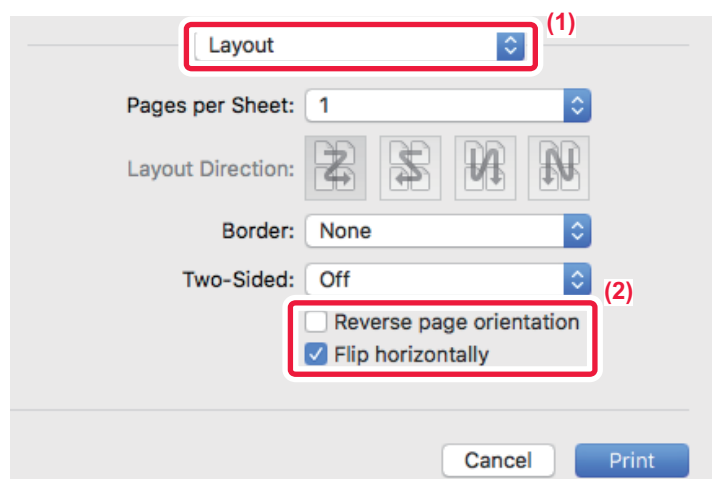 (1)
Layout
Pages per Sheet: 1
Layout Direction:
Border: None
Two-Sided: Off
(2)
Reverse page orientation
Flip horizontally
Cancel Print